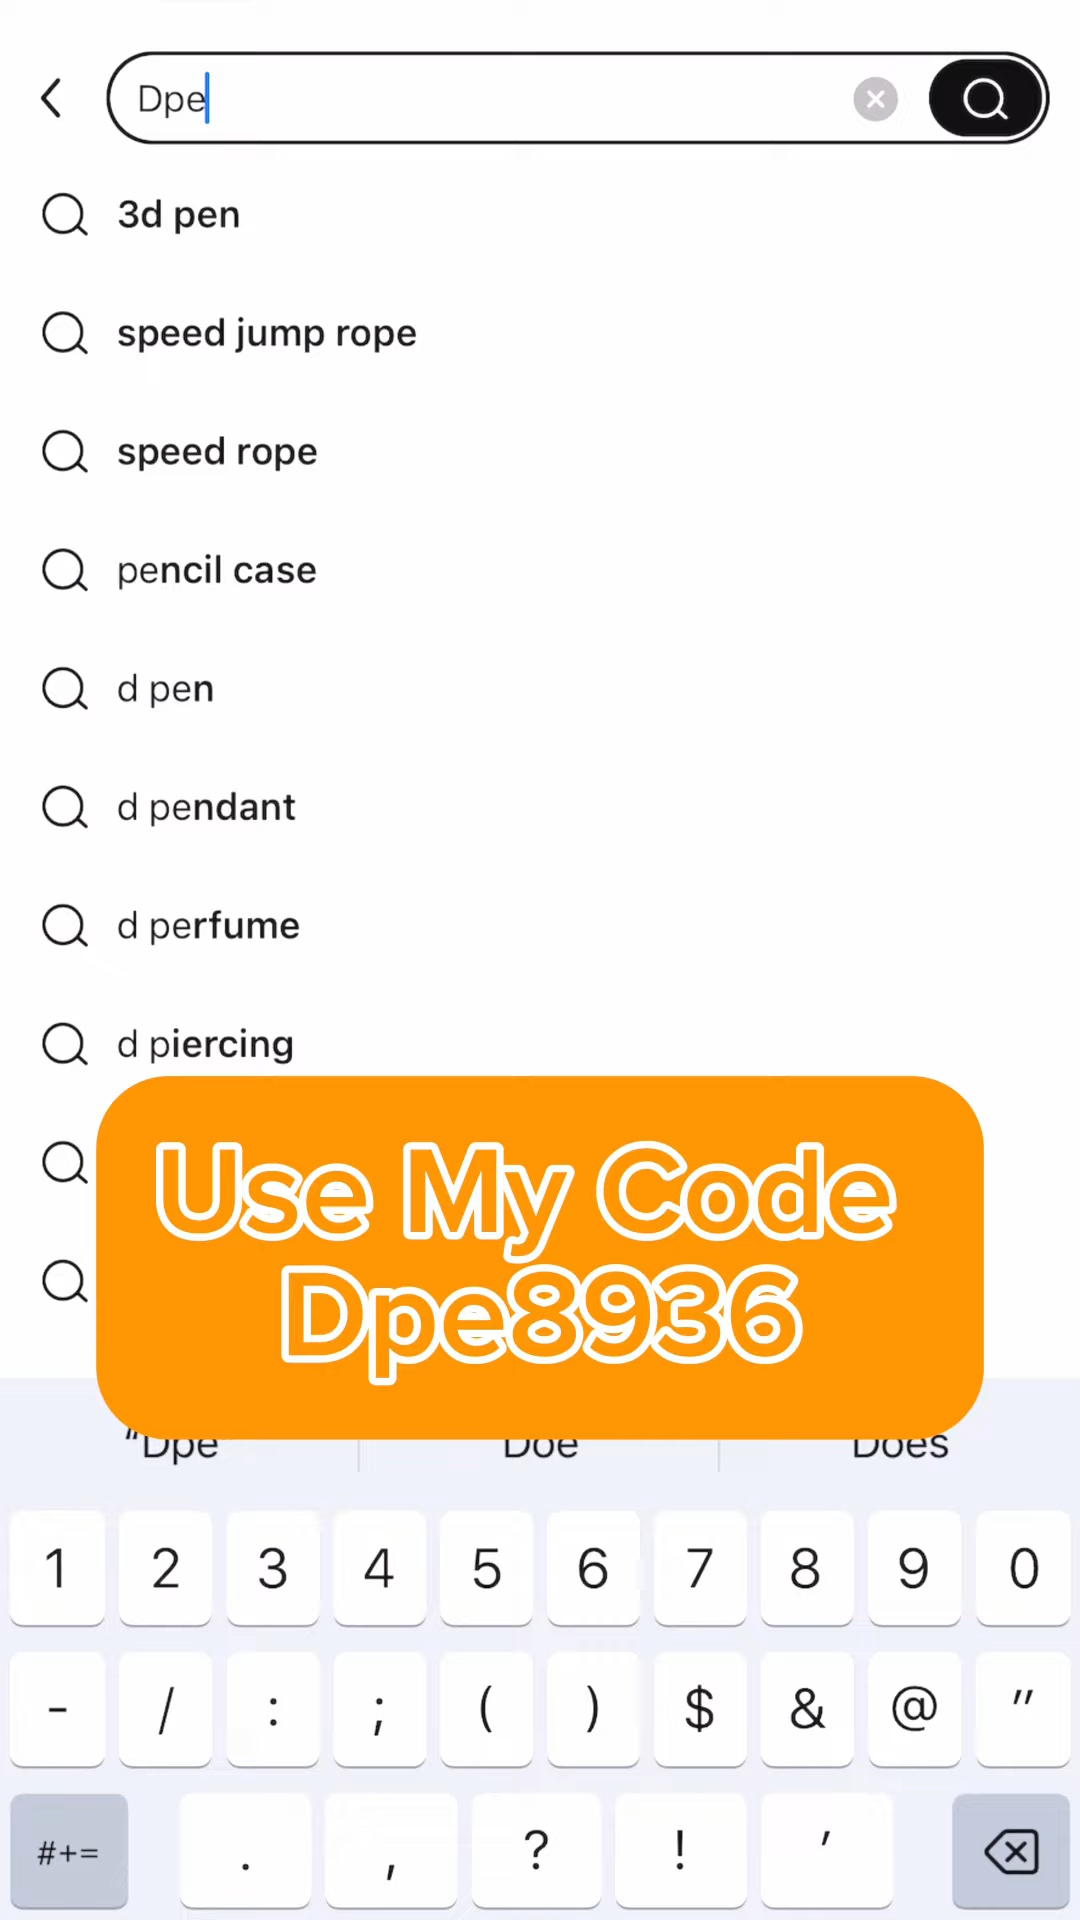 Dpe
3d pen
speed jump rope
speed rope
pencil case
d pen
d pendant
d perfume
d piercing
Use My Code
Dpe8936
"Dpe Doe Does
1 2 3 4 5 6 7 8 9 0
- / : ; ( ) $ & @ "
#+= . , ? ! '